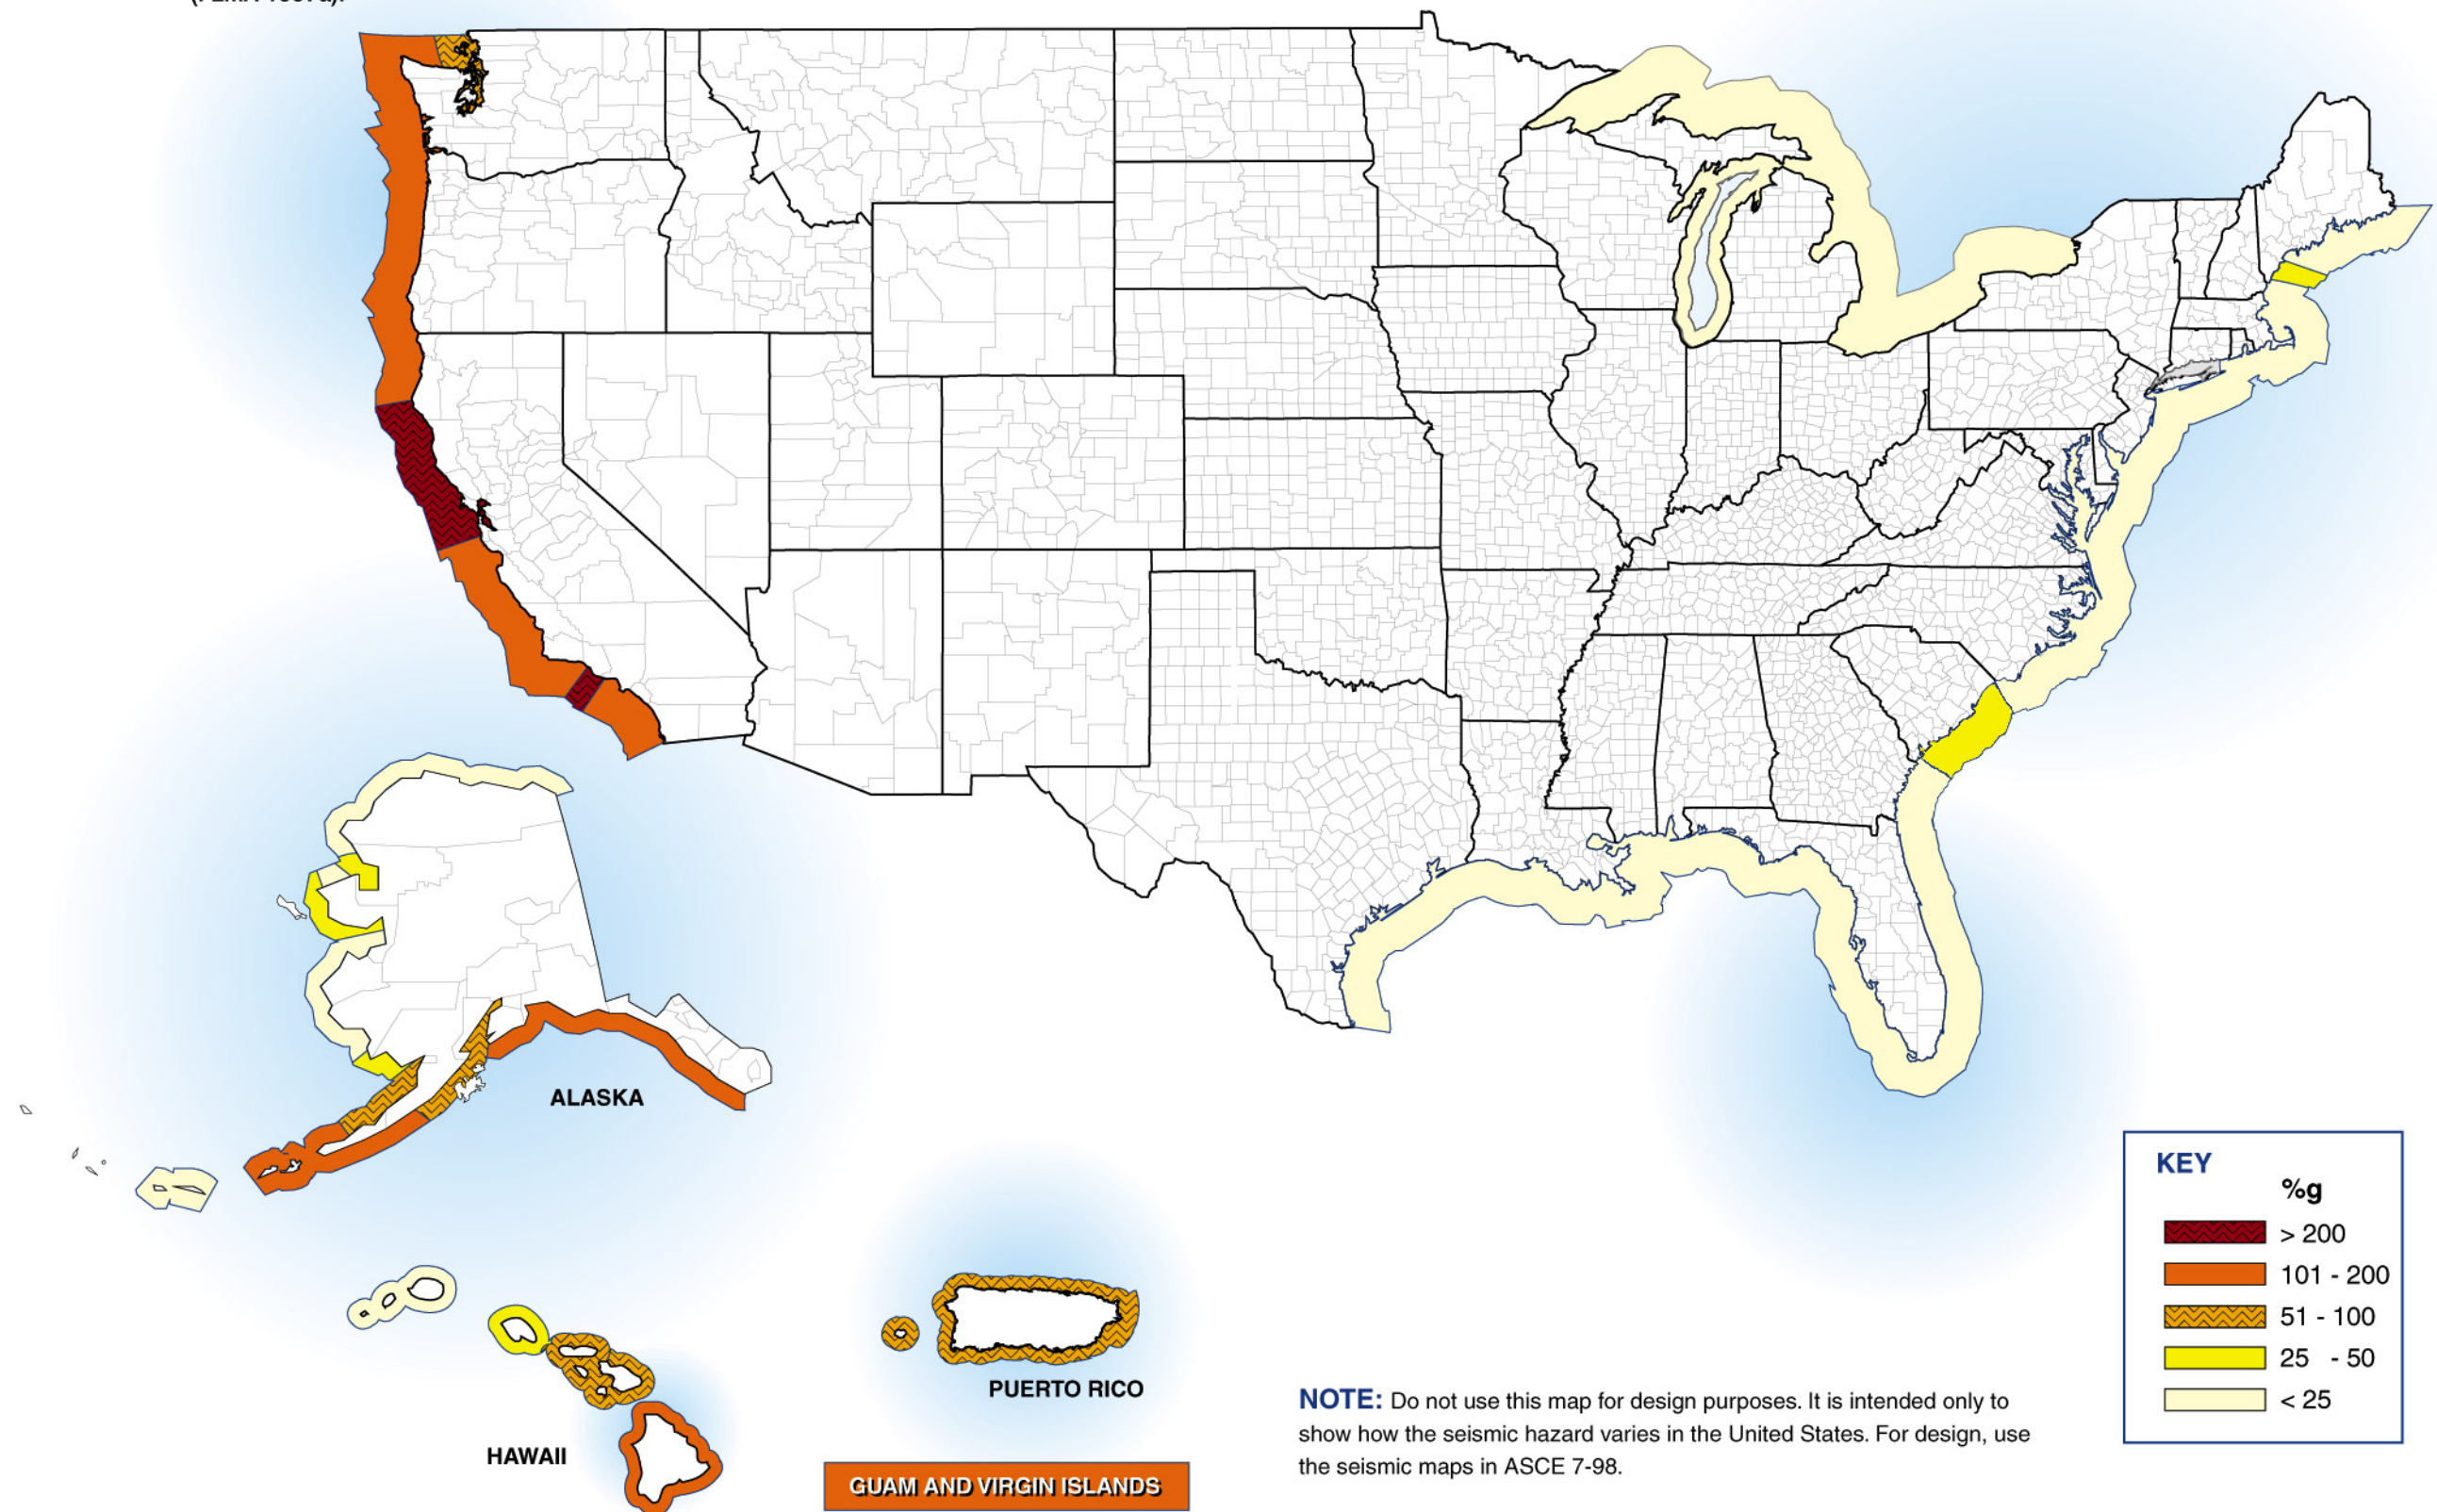 ALASKA
HAWAII
PUERTO RICO
GUAM AND VIRGIN ISLANDS
NOTE: Do not use this map for design purposes. It is intended only to
show how the seismic hazard varies in the United States. For design, use
the seismic maps in ASCE 7-98.
KEY
%g
> 200
101 - 200
51 - 100
25 - 50
< 25